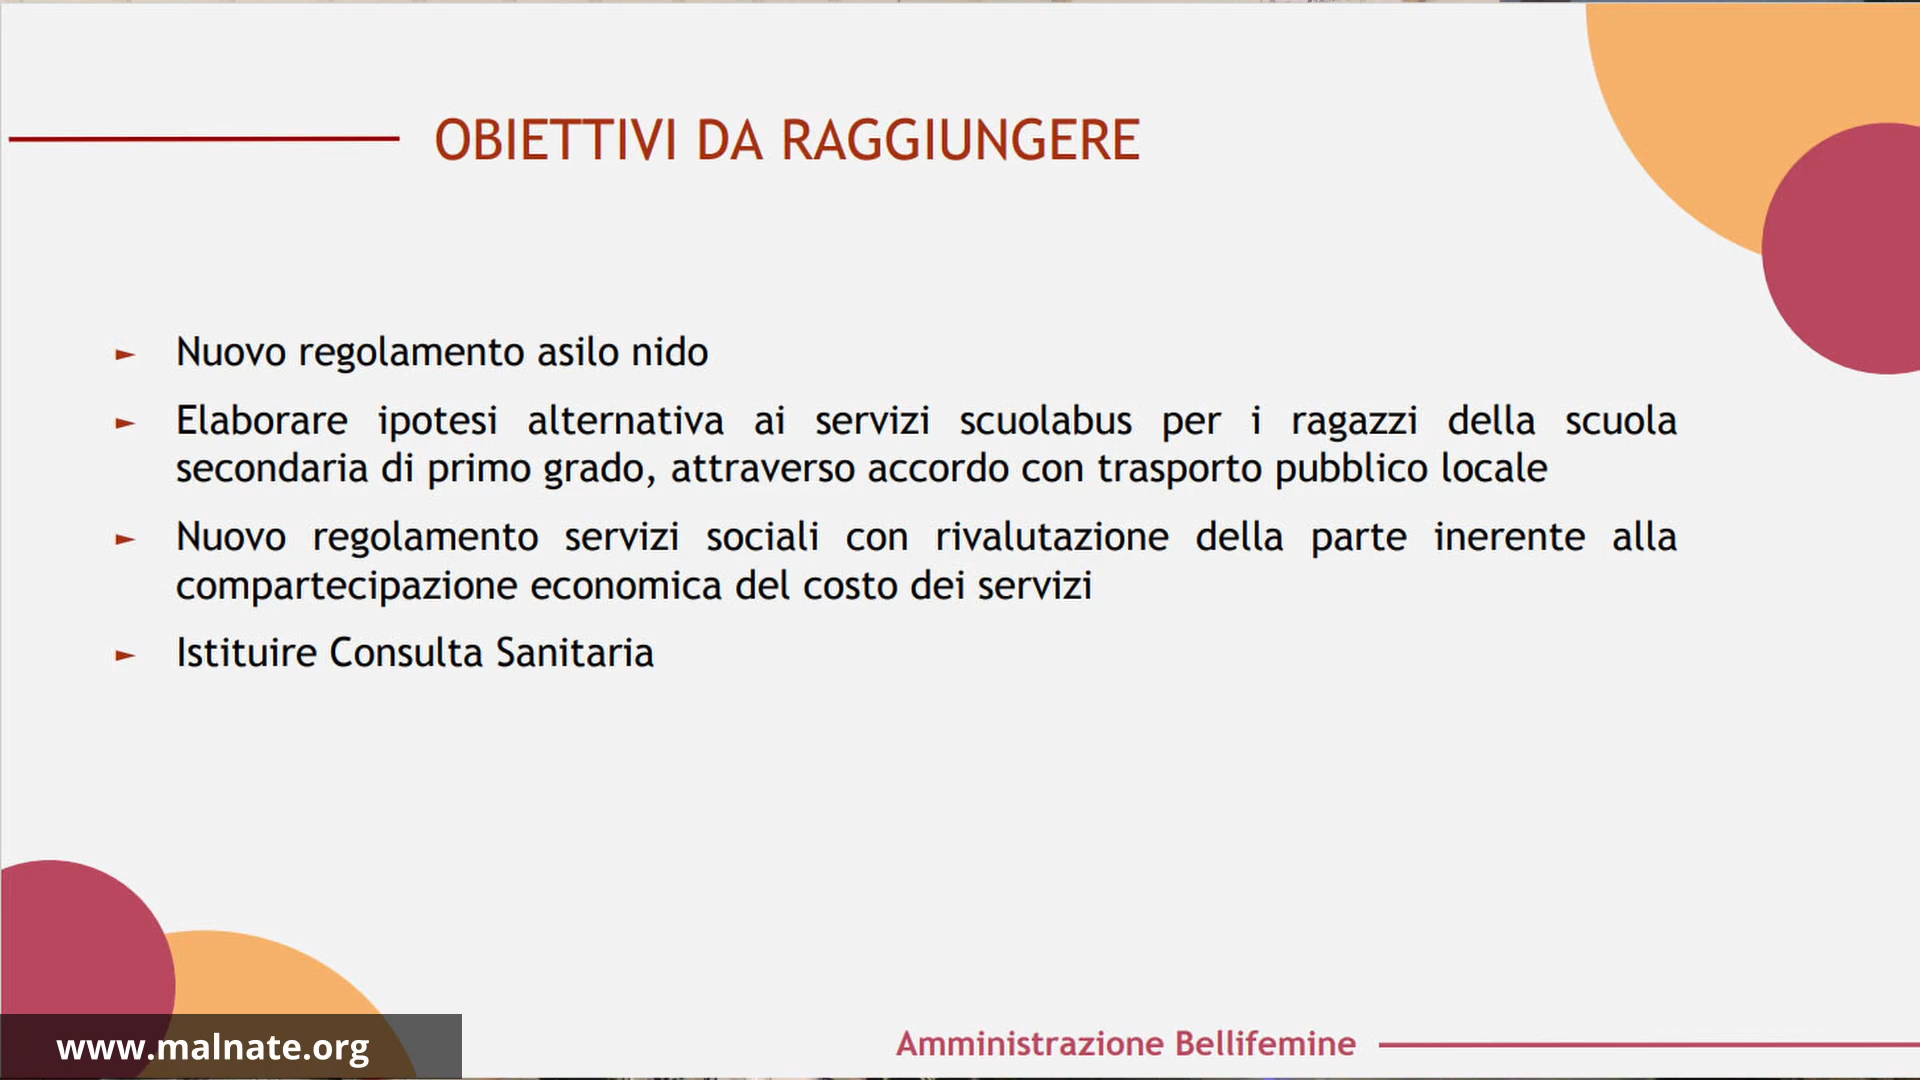 OBIETTIVI DA RAGGIUNGERE
► Nuovo regolamento asilo nido
► Elaborare ipotesi alternativa ai servizi scuolabus per i ragazzi della scuola
secondaria di primo grado, attraverso accordo con trasporto pubblico locale
► Nuovo regolamento servizi sociali con rivalutazione della parte inerente alla
compartecipazione economica del costo dei servizi
► Istituire Consulta Sanitaria
Amministrazione Bellifemine
www.malnate.org